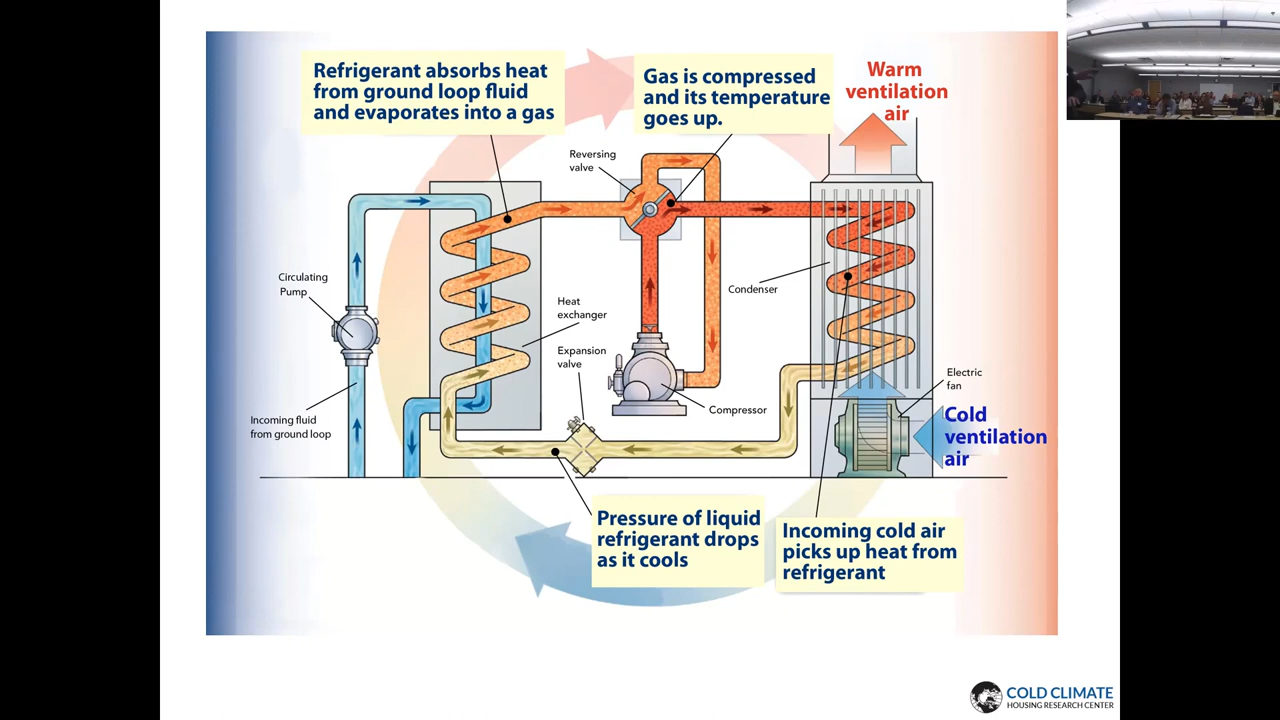 Refrigerant absorbs heat
from ground loop fluid
and evaporates into a gas
Gas is compressed
and its temperature
goes up.
Warm
ventilation
air
Reversing
valve
Circulating
Pump
Heat
exchanger
Condenser
Expansion
valve
Compressor
Electric
fan
Incoming fluid
from ground loop
Cold
ventilation
air
Pressure of liquid
refrigerant drops
as it cools
Incoming cold air
picks up heat from
refrigerant
COLD CLIMATE
HOUSING RESEARCH CENTER